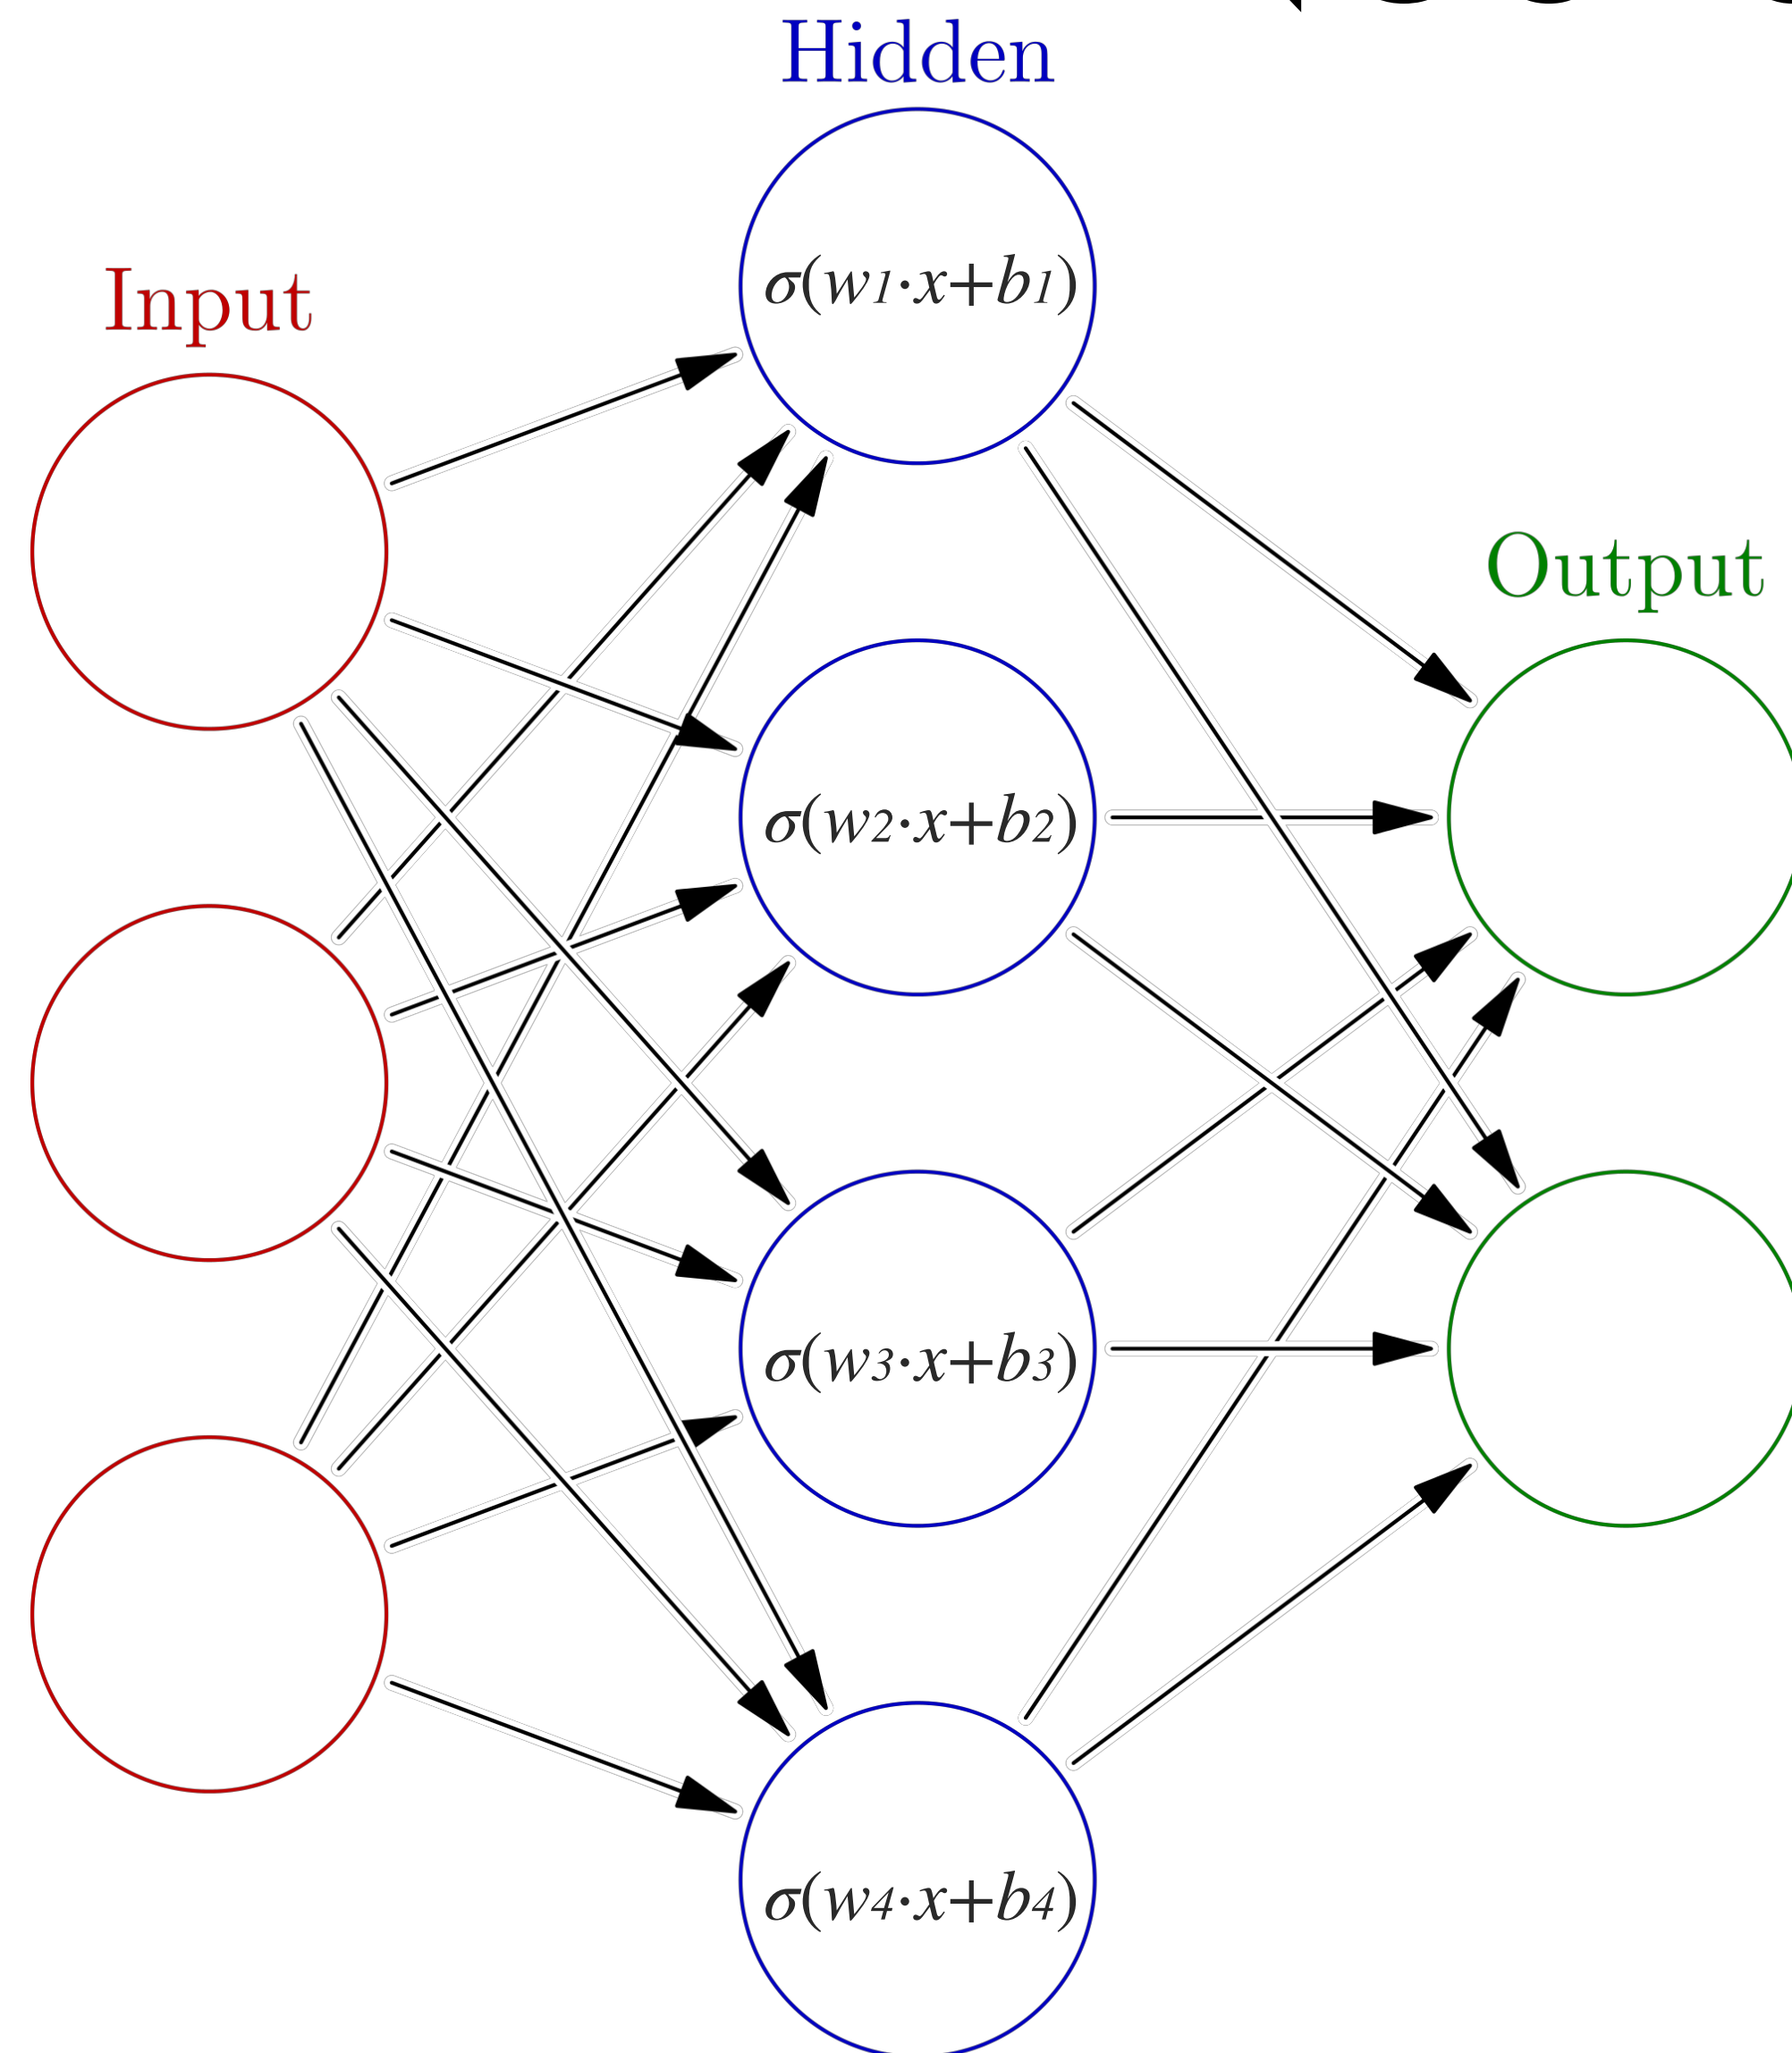 Hidden
Input
Output
σ(w1·x+b1)
σ(w2·x+b2)
σ(w3·x+b3)
σ(w4·x+b4)